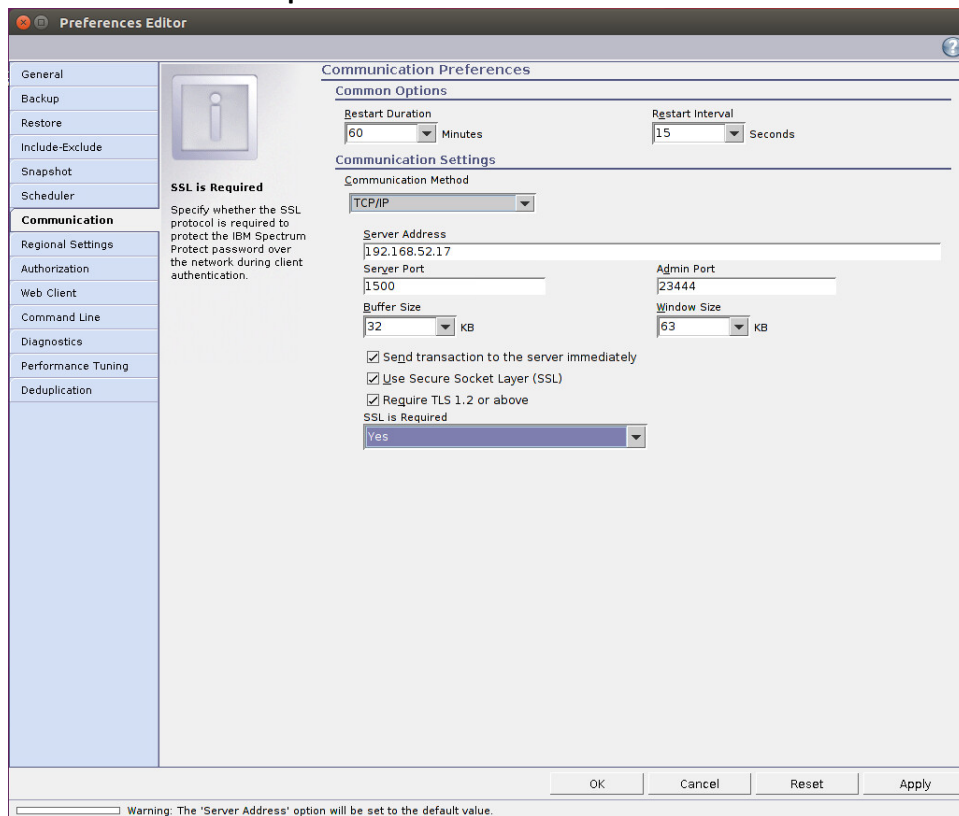 Preferences Editor
?
General
Backup
Restore
Include-Exclude
Snapshot
Scheduler
Communication
Regional Settings
Authorization
Web Client
Command Line
Diagnostics
Performance Tuning
Deduplication
SSL is Required
Specify whether the SSL
protocol is required to
protect the IBM Spectrum
Protect password over
the network during client
authentication.
Communication Preferences
Common Options
Restart Duration Restart Interval
60 Minutes 15 Seconds
Communication Settings
Communication Method
TCP/IP
Server Address
192.168.52.17
Server Port Admin Port
1500 23444
Buffer Size Window Size
32 KB 63 KB
Send transaction to the server immediately
Use Secure Socket Layer (SSL)
Require TLS 1.2 or above
SSL is Required
Yes
OK Cancel Reset Apply
Warning: The 'Server Address' option will be set to the default value.